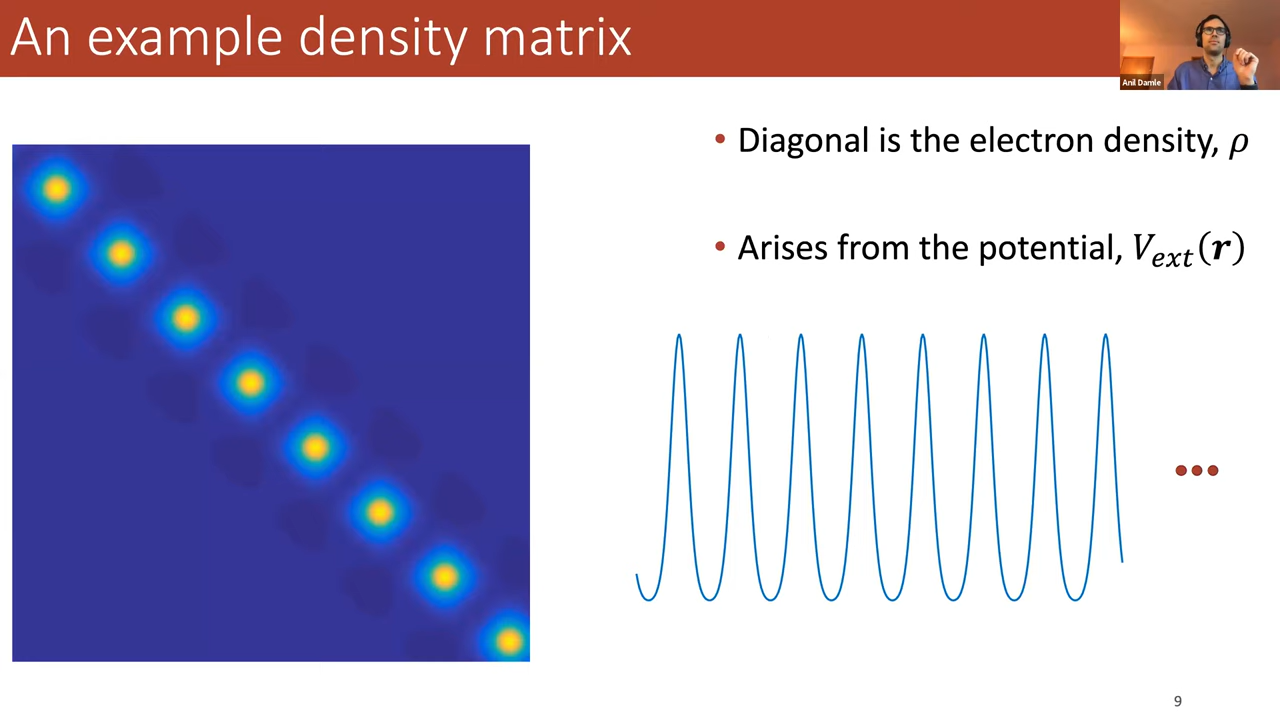 An example density matrix
Anil Damle
• Diagonal is the electron density, ρ
• Arises from the potential, V_ext(r)
9